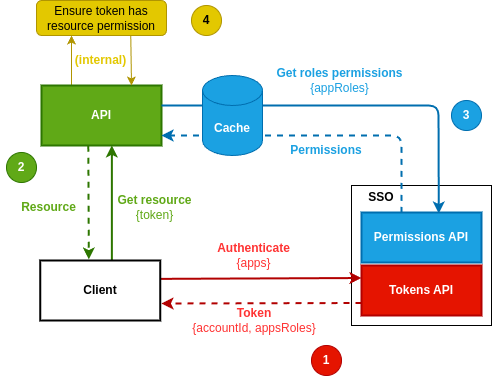 Ensure token has
resource permission
4
(internal)
Get roles permissions
{appRoles}
API
Cache
3
Permissions
2
SSO
Resource
Get resource
{token}
Permissions API
Authenticate
{apps}
Client
Tokens API
Token
{accountId, appsRoles}
1